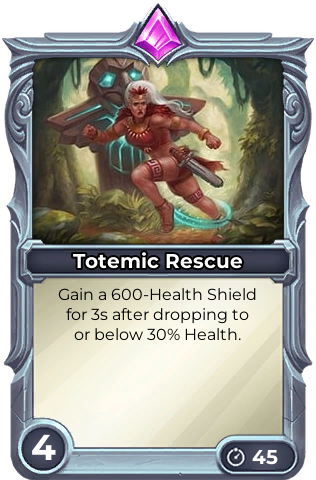 Totemic Rescue
Gain a 600-Health Shield
for 3s after dropping to
or below 30% Health.
4
45